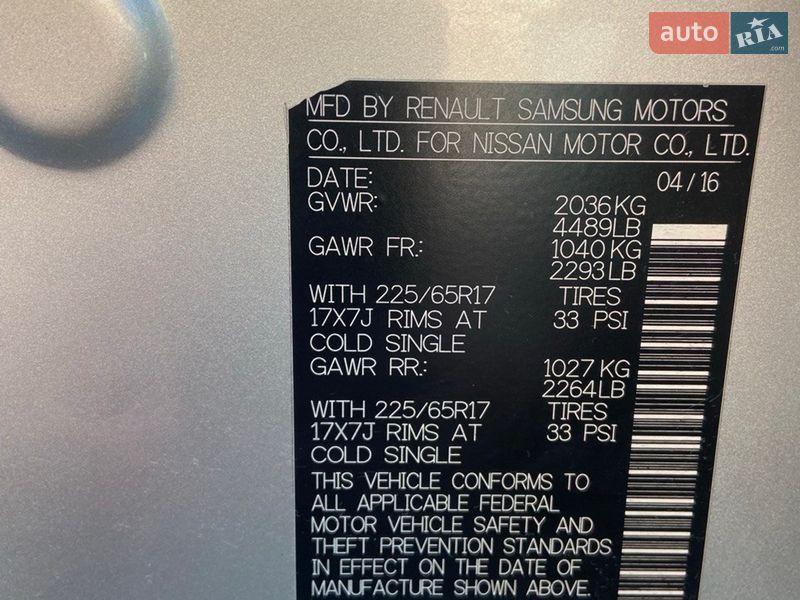 auto RIA .com
MFD BY RENAULT SAMSUNG MOTORS
CO., LTD. FOR NISSAN MOTOR CO., LTD.
DATE: 04/16
GVWR: 2036KG
4489LB
GAWR FR.: 1040KG
2293LB
WITH 225/65R17 TIRES
17X7J RIMS AT 33 PSI
COLD SINGLE
GAWR RR.: 1027KG
2264LB
WITH 225/65R17 TIRES
17X7J RIMS AT 33 PSI
COLD SINGLE
THIS VEHICLE CONFORMS TO
ALL APPLICABLE FEDERAL
MOTOR VEHICLE SAFETY AND
THEFT PREVENTION STANDARDS
IN EFFECT ON THE DATE OF
MANUFACTURE SHOWN ABOVE.